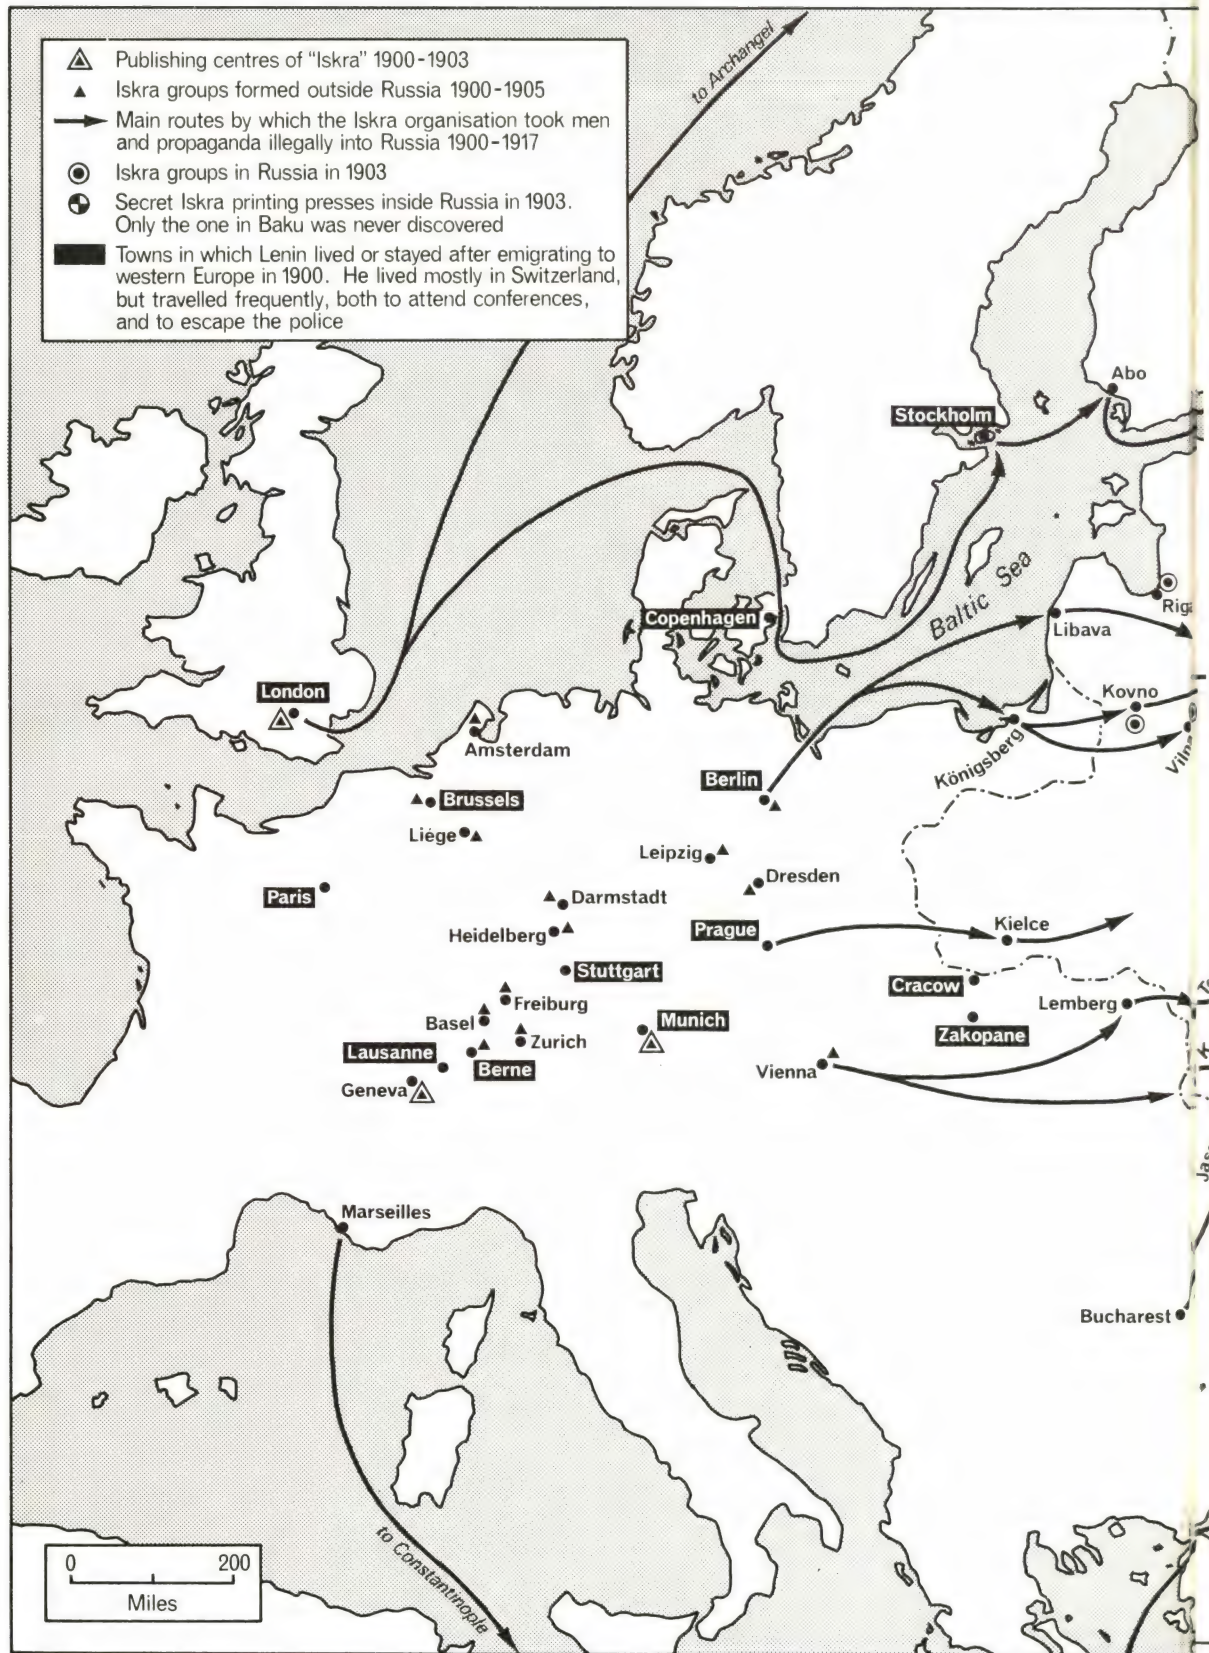 Publishing centres of "Iskra" 1900-1903
Iskra groups formed outside Russia 1900-1905
Main routes by which the Iskra organisation took men
and propaganda illegally into Russia 1900-1917
Iskra groups in Russia in 1903
Secret Iskra printing presses inside Russia in 1903.
Only the one in Baku was never discovered
Towns in which Lenin lived or stayed after emigrating to
western Europe in 1900. He lived mostly in Switzerland,
but travelled frequently, both to attend conferences,
and to escape the police
to Archangel
Abo
Stockholm
Baltic Sea
Riga
Copenhagen
Libava
London
Kovno
Amsterdam
Königsberg
Vilna
Berlin
Brussels
Liége
Leipzig
Dresden
Paris
Darmstadt
Heidelberg
Prague
Kielce
Stuttgart
Cracow
Freiburg
Lemberg
Basel
Munich
Zakopane
Zurich
Lausanne
Berne
Vienna
Geneva
Jas
Marseilles
Bucharest
to Constantinople
0 200
Miles